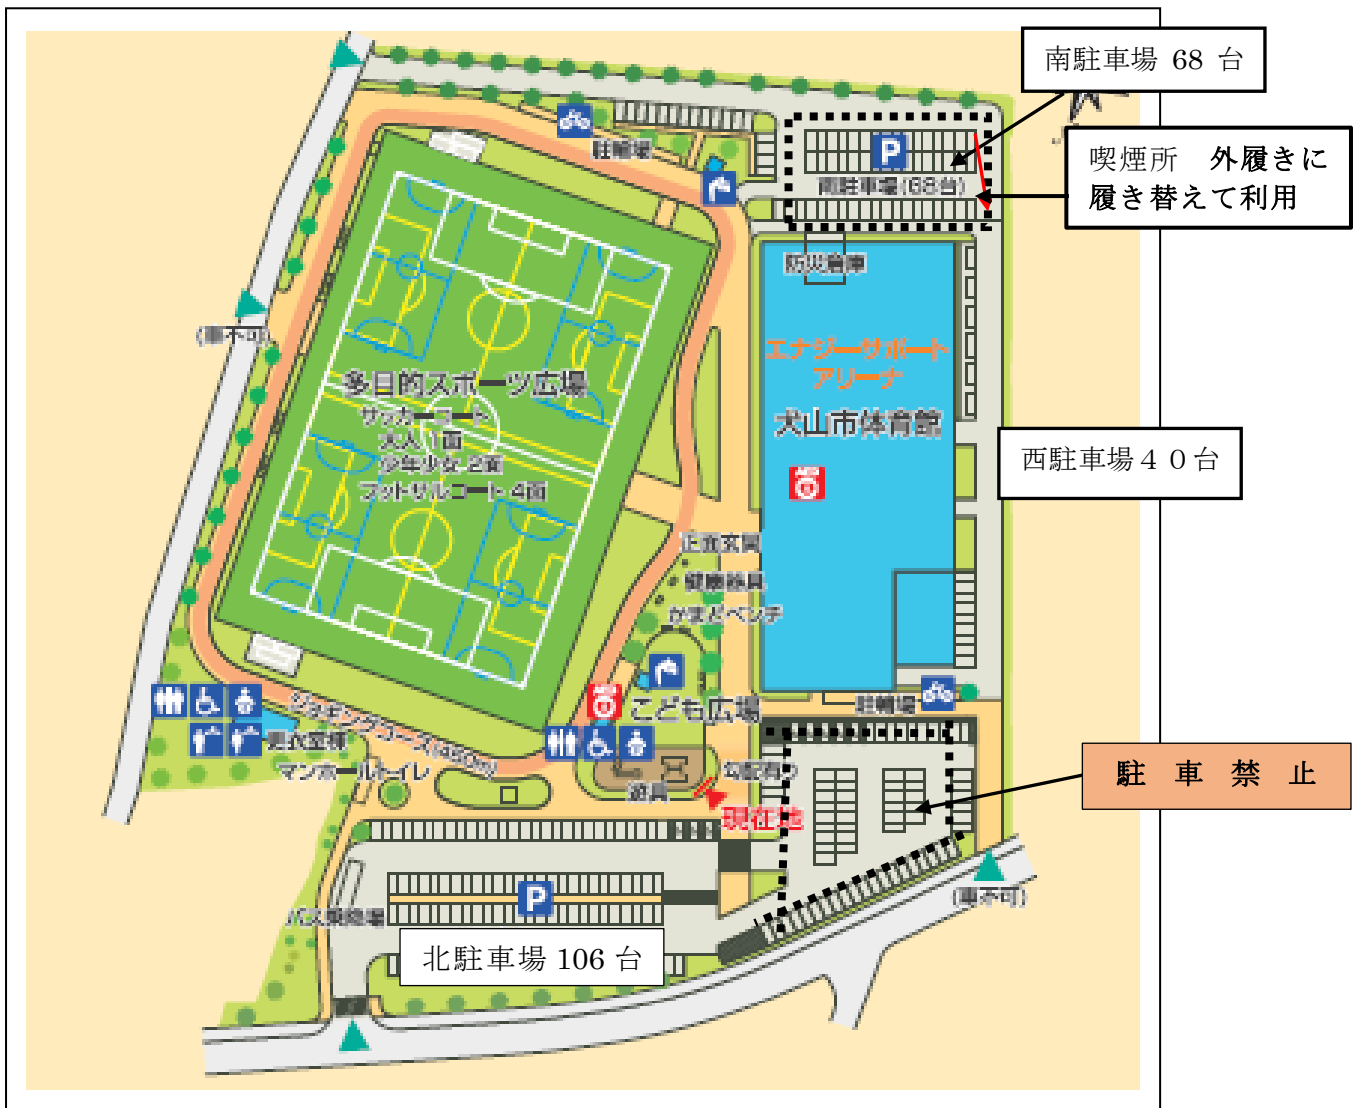 南駐車場 68 台
喫煙所　外履きに
履き替えて利用
P
南駐車場(68台)
駐輪場
防災倉庫
(車不可)
エナジーサポート
アリーナ
犬山市体育館
多目的スポーツ広場
サッカーコート
大人 1面
少年少女 2面
フットサルコート 4面
西駐車場４０台
AED
正面玄関
健康器具
かまどベンチ
AED
こども広場
駐輪場
ジョギングコース(450m)
更衣室棟
マンホールトイレ
遊具
勾配有り
現在地
駐 車 禁 止
P
バス乗降場
北駐車場 106 台
(車不可)